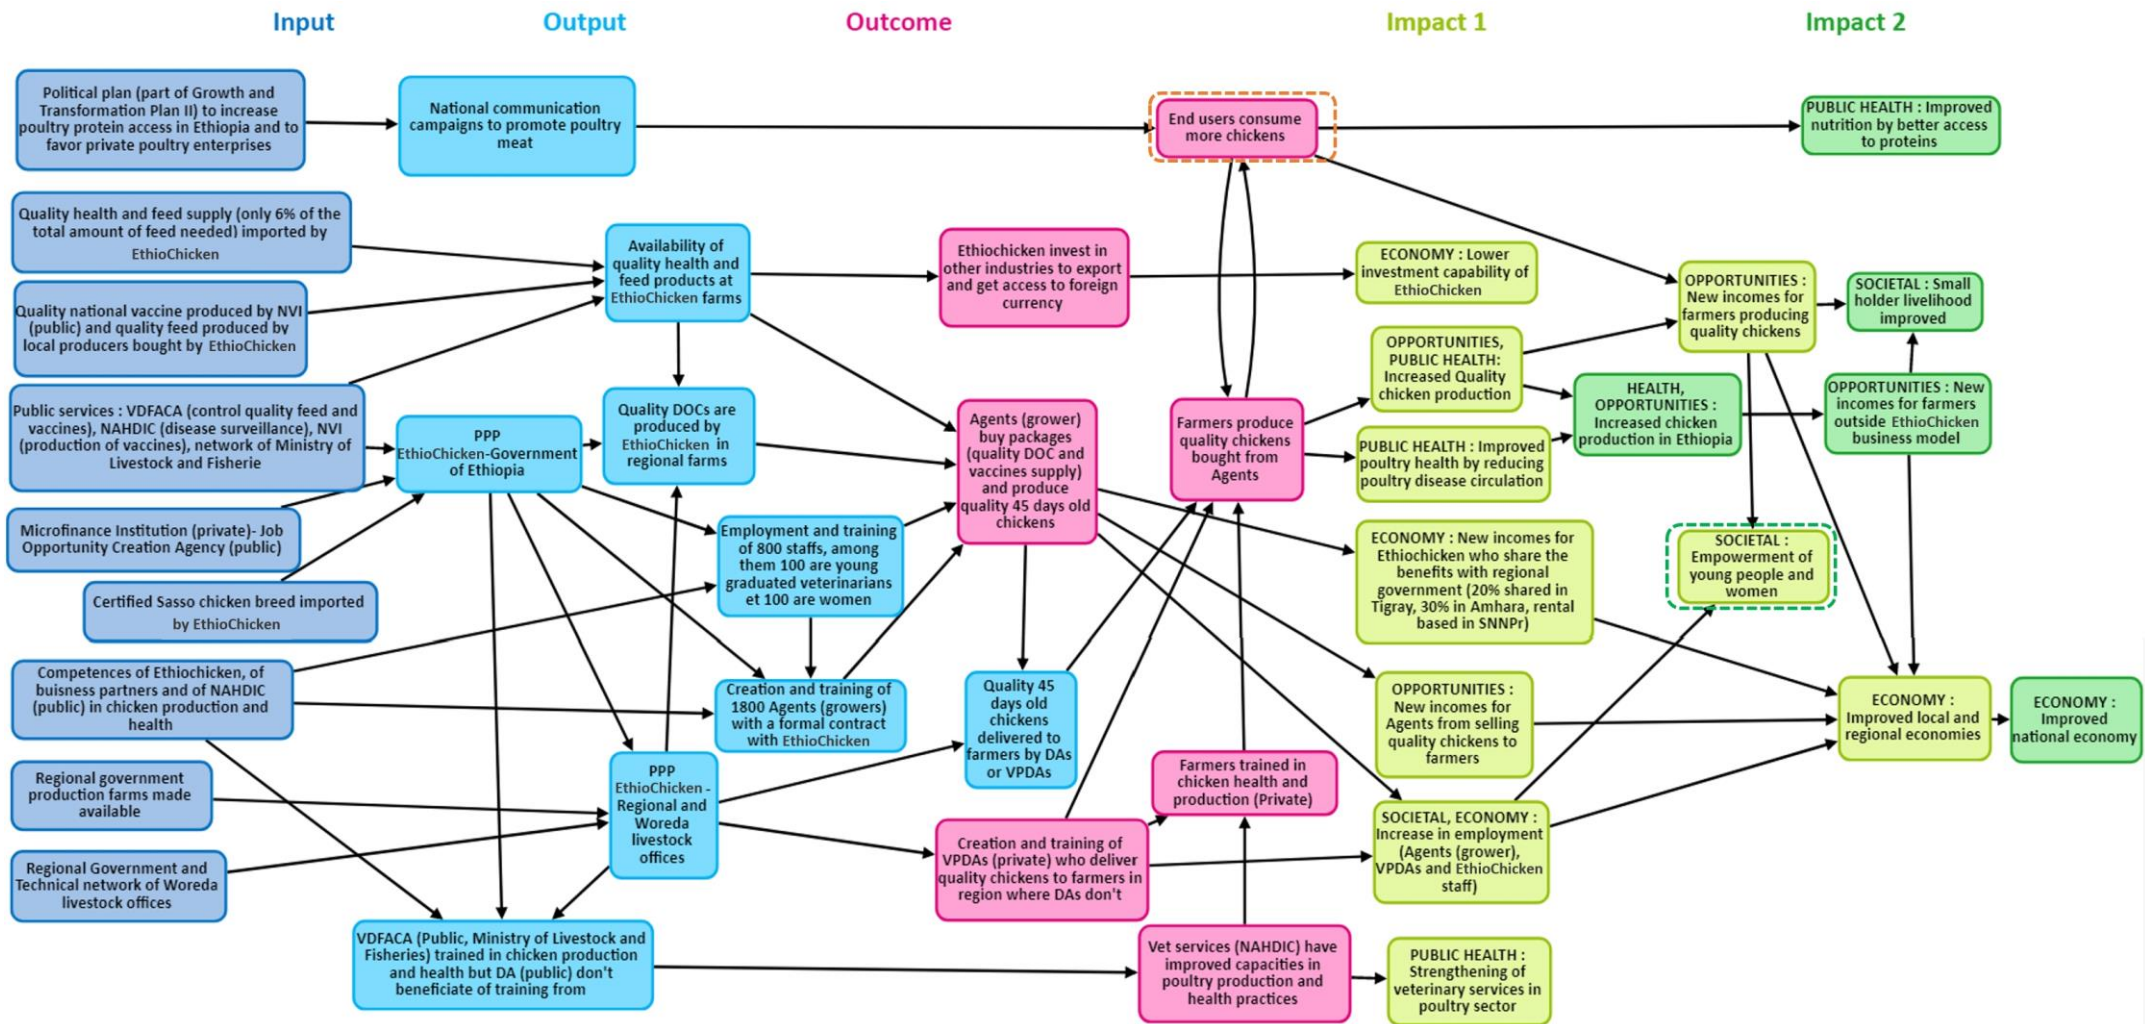 Input
Output
Outcome
Impact 1
Impact 2
Political plan (part of Growth and
Transformation Plan II) to increase
poultry protein access in Ethiopia and to
favor private poultry enterprises
National communication
campaigns to promote poultry
meat
End users consume
more chickens
PUBLIC HEALTH : Improved
nutrition by better access
to proteins
Quality health and feed supply (only 6% of the
total amount of feed needed) imported by
EthioChicken
Quality national vaccine produced by NVI
(public) and quality feed produced by
local producers bought by EthioChicken
Public services : VDFACA (control quality feed and
vaccines), NAHDIC (disease surveillance), NVI
(production of vaccines), network of Ministry of
Livestock and Fisherie
Microfinance Institution (private)- Job
Opportunity Creation Agency (public)
Certified Sasso chicken breed imported
by EthioChicken
Competences of Ethiochicken, of
buisness partners and of NAHDIC
(public) in chicken production and
health
Regional government
production farms made
available
Regional Government and
Technical network of Woreda
livestock offices
Availability of
quality health and
feed products at
EthioChicken farms
PPP
EthioChicken-Government
of Ethiopia
Quality DOCs are
produced by
EthioChicken in
regional farms
Employment and training
of 800 staffs, among
them 100 are young
graduated veterinarians
et 100 are women
Creation and training of
1800 Agents (growers)
with a formal contract
with EthioChicken
PPP
EthioChicken -
Regional and
Woreda
livestock
offices
VDFACA (Public, Ministry of Livestock and
Fisheries) trained in chicken production
and health but DA (public) don't
beneficiate of training from
Ethiochicken invest in
other industries to export
and get access to foreign
currency
Agents (grower)
buy packages
(quality DOC and
vaccines supply)
and produce
quality 45 days old
chickens
Quality 45
days old
chickens
delivered to
farmers by DAs
or VPDAs
Creation and training of
VPDAs (private) who deliver
quality chickens to farmers in
region where DAs don't
Farmers produce
quality chickens
bought from
Agents
Farmers trained in
chicken health and
production (Private)
Vet services (NAHDIC) have
improved capacities in
poultry production and
health practices
ECONOMY : Lower
investment capability of
EthioChicken
OPPORTUNITIES,
PUBLIC HEALTH:
Increased Quality
chicken production
PUBLIC HEALTH : Improved
poultry health by reducing
poultry disease circulation
ECONOMY : New incomes for
Ethiochicken who share the
benefits with regional
government (20% shared in
Tigray, 30% in Amhara, rental
based in SNNPr)
OPPORTUNITIES :
New incomes for
Agents from selling
quality chickens to
farmers
SOCIETAL, ECONOMY :
Increase in employment
(Agents (grower),
VPDAs and EthioChicken
staff)
PUBLIC HEALTH :
Strengthening of
veterinary services in
poultry sector
OPPORTUNITIES :
New incomes for
farmers producing
quality chickens
SOCIETAL : Small
holder livelihood
improved
HEALTH,
OPPORTUNITIES :
Increased chicken
production in Ethiopia
OPPORTUNITIES : New
incomes for farmers
outside EthioChicken
business model
SOCIETAL :
Empowerment of
young people and
women
ECONOMY :
Improved local and
regional economies
ECONOMY :
Improved
national economy